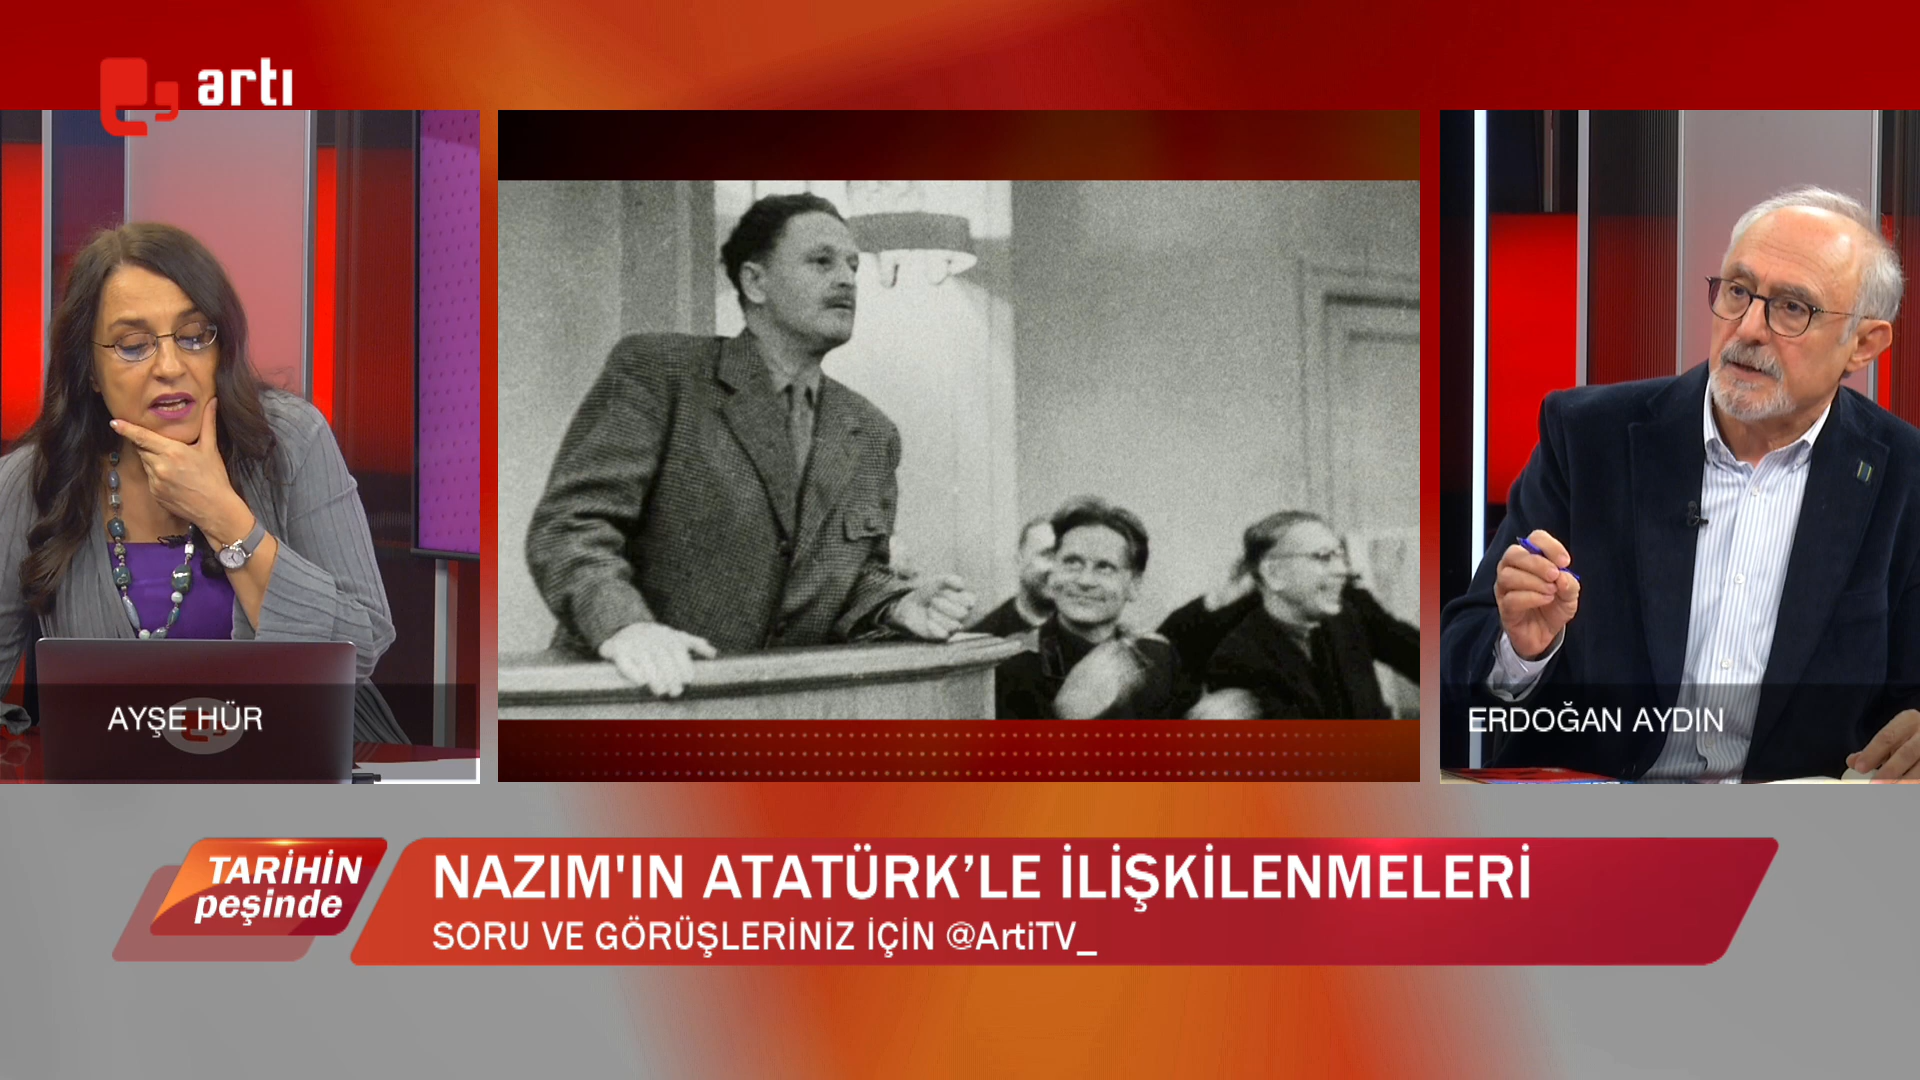 artı
AYŞE HÜR
ERDOĞAN AYDIN
TARİHİN
peşinde
NAZIM'IN ATATÜRK’LE İLİŞKİLENMELERİ
SORU VE GÖRÜŞLERİNİZ İÇİN @ArtiTV_